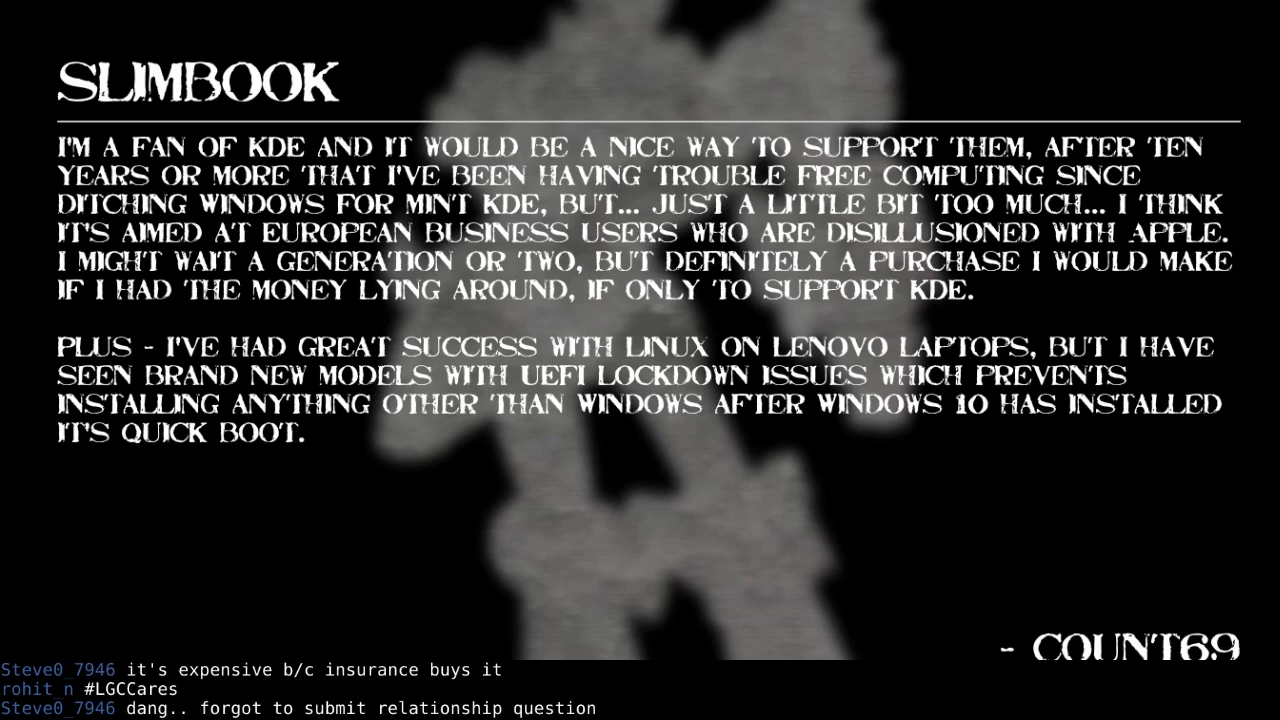 SLIMBOOK
I'M A FAN OF KDE AND IT WOULD BE A NICE WAY TO SUPPORT THEM, AFTER TEN
YEARS OR MORE THAT I'VE BEEN HAVING TROUBLE FREE COMPUTING SINCE
DITCHING WINDOWS FOR MINT KDE, BUT... JUST A LITTLE BIT TOO MUCH... I THINK
IT'S AIMED AT EUROPEAN BUSINESS USERS WHO ARE DISILLUSIONED WITH APPLE.
I MIGHT WAIT A GENERATION OR TWO, BUT DEFINITELY A PURCHASE I WOULD MAKE
IF I HAD THE MONEY LYING AROUND, IF ONLY TO SUPPORT KDE.
PLUS - I'VE HAD GREAT SUCCESS WITH LINUX ON LENOVO LAPTOPS, BUT I HAVE
SEEN BRAND NEW MODELS WITH UEFI LOCKDOWN ISSUES WHICH PREVENTS
INSTALLING ANYTHING OTHER THAN WINDOWS AFTER WINDOWS 10 HAS INSTALLED
IT'S QUICK BOOT.
- COUNT69
Steve0_7946 it's expensive b/c insurance buys it
rohit_n #LGCCares
Steve0_7946 dang.. forgot to submit relationship question